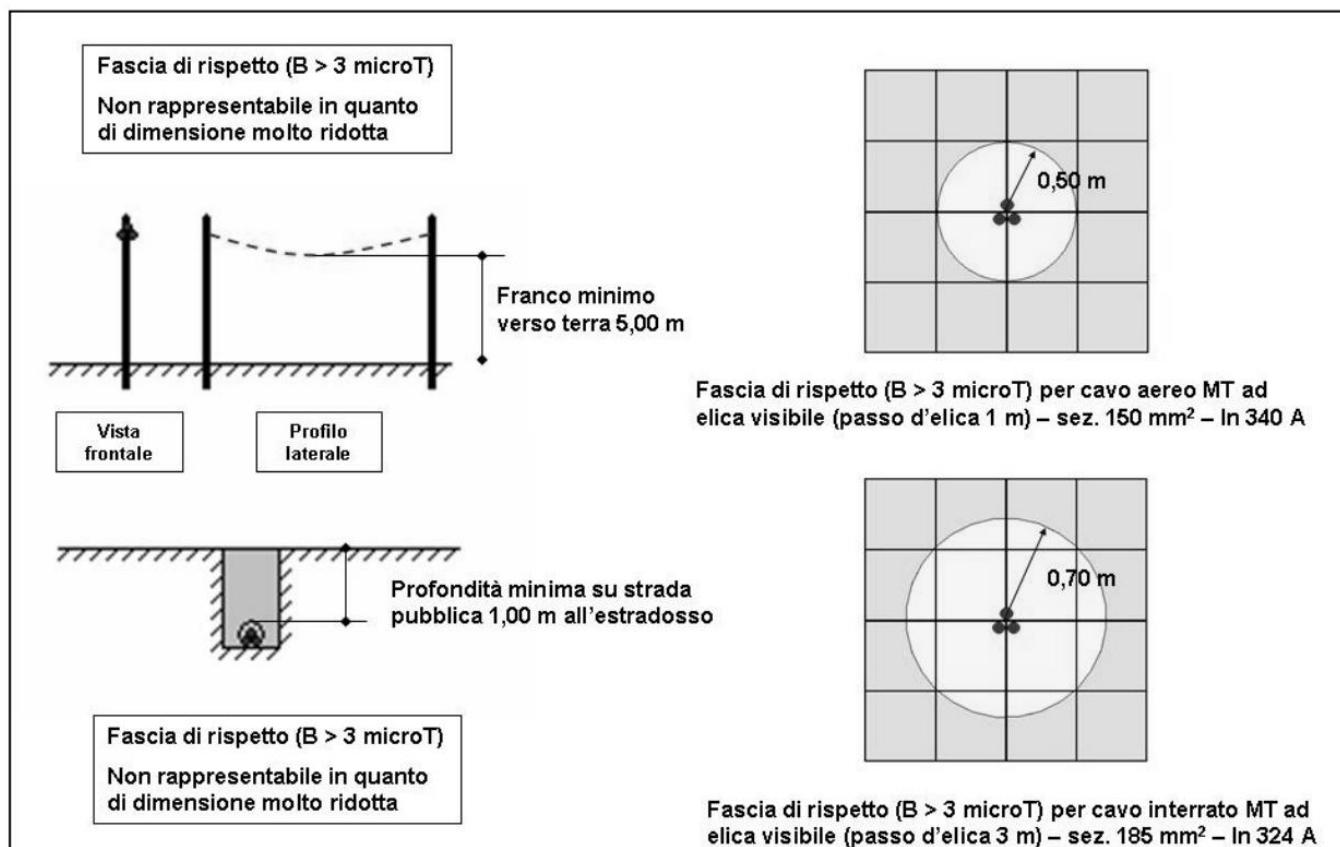 Fascia di rispetto (B > 3 microT)
Non rappresentabile in quanto
di dimensione molto ridotta
Franco minimo
verso terra 5,00 m
Vista
frontale
Profilo
laterale
Profondità minima su strada
pubblica 1,00 m all'estradosso
Fascia di rispetto (B > 3 microT)
Non rappresentabile in quanto
di dimensione molto ridotta
0,50 m
Fascia di rispetto (B > 3 microT) per cavo aereo MT ad
elica visibile (passo d'elica 1 m) – sez. 150 mm² – In 340 A
0,70 m
Fascia di rispetto (B > 3 microT) per cavo interrato MT ad
elica visibile (passo d'elica 3 m) – sez. 185 mm² – In 324 A